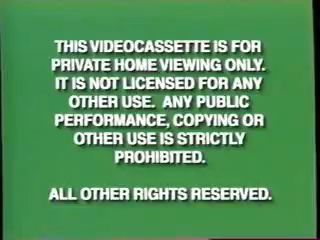 THIS VIDEOCASSETTE IS FOR
PRIVATE HOME VIEWING ONLY.
IT IS NOT LICENSED FOR ANY
OTHER USE. ANY PUBLIC
PERFORMANCE, COPYING OR
OTHER USE IS STRICTLY
PROHIBITED.
ALL OTHER RIGHTS RESERVED.